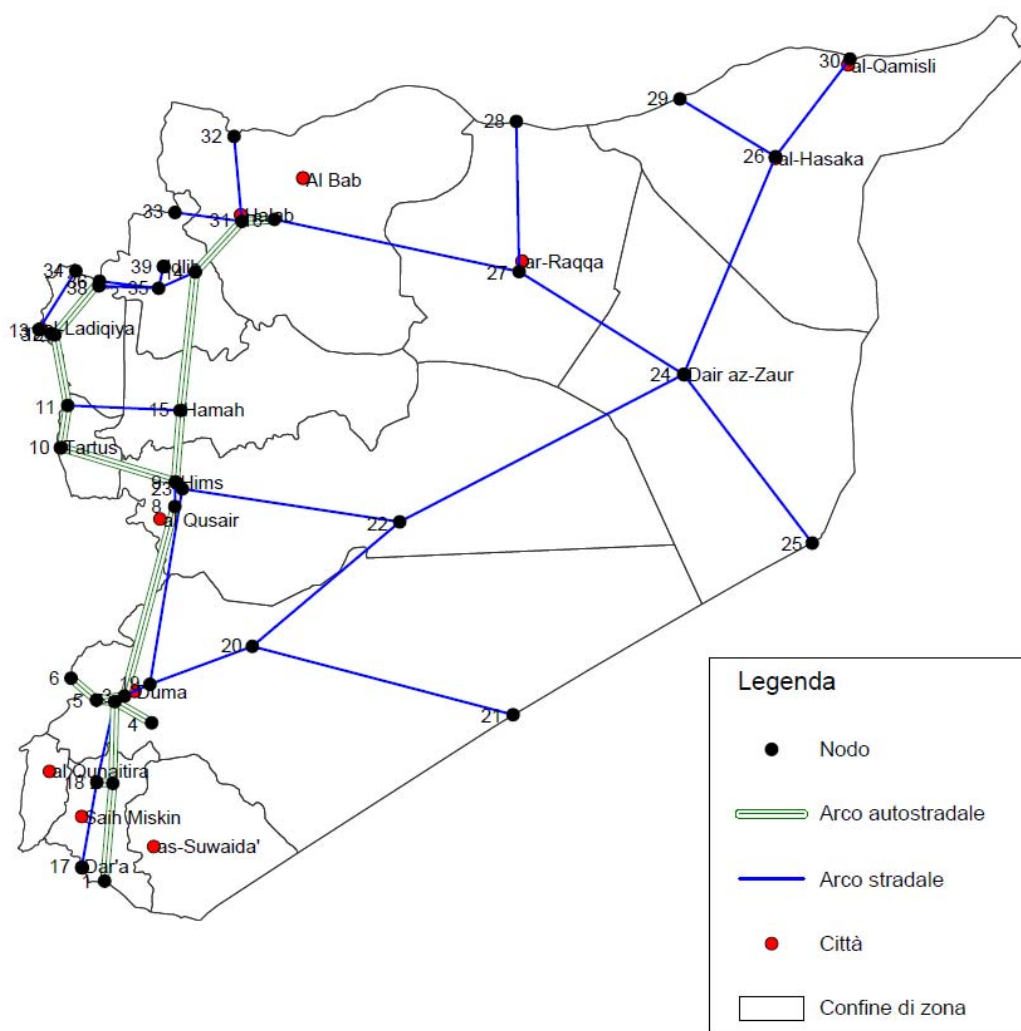 30 al-Qamisli
29
28
32
26 al-Hasaka
Al Bab
33
31 Halab
39 Idlib
14
34
35
38
27 ar-Raqqa
13 al-Ladiqiya
24 Dair az-Zaur
11
15 Hamah
10 Tartus
9 Hims
23
8
al Qusair
22
25
20
6
19
5
3
Duma
4
21
Legenda
Nodo
al Qunaitira
18
Saih Miskin
Arco autostradale
as-Suwaida'
17 Dar'a
1
Arco stradale
Città
Confine di zona